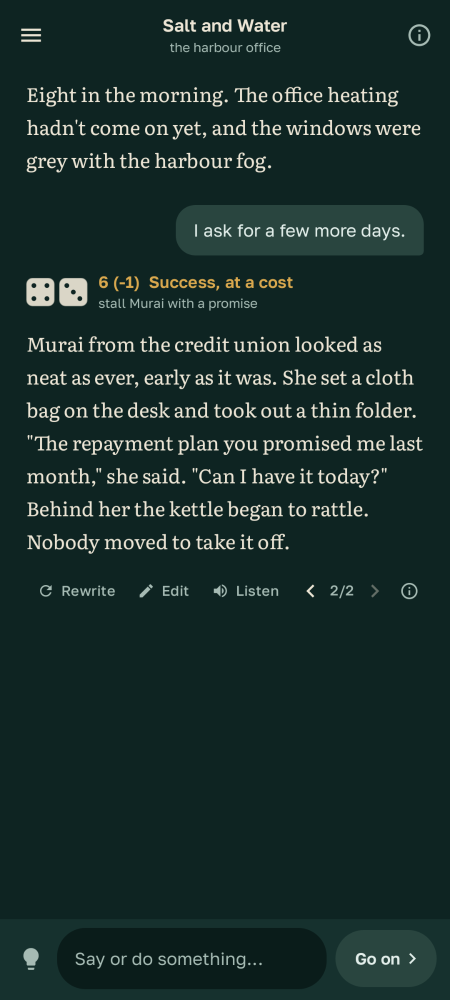 Salt and Water
the harbour office
Eight in the morning. The office heating
hadn't come on yet, and the windows were
grey with the harbour fog.
I ask for a few more days.
6 (-1) Success, at a cost
stall Murai with a promise
Murai from the credit union looked as
neat as ever, early as it was. She set a cloth
bag on the desk and took out a thin folder.
"The repayment plan you promised me last
month," she said. "Can I have it today?"
Behind her the kettle began to rattle.
Nobody moved to take it off.
Rewrite Edit Listen 2/2
Say or do something... Go on